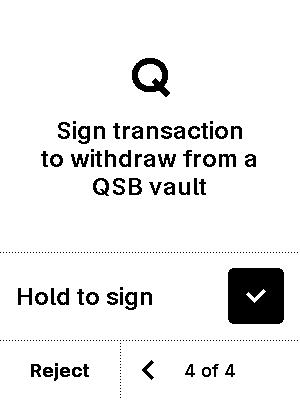 Q
Sign transaction
to withdraw from a
QSB vault
Hold to sign
Reject
4 of 4